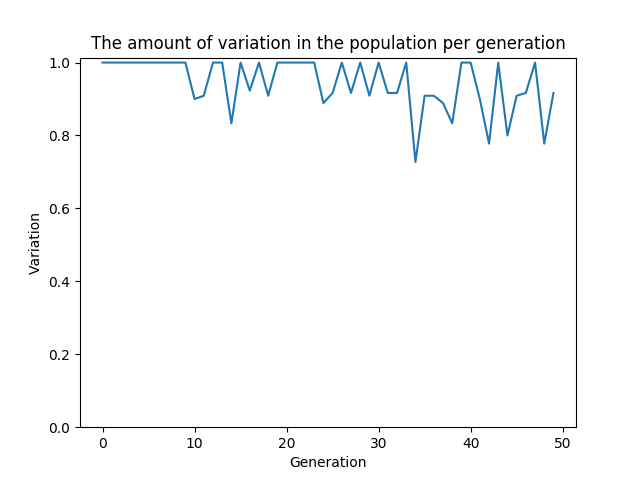 The amount of variation in the population per generation
1.0
0.8
0.6
0.4
0.2
0.0
Variation
0 10 20 30 40 50
Generation